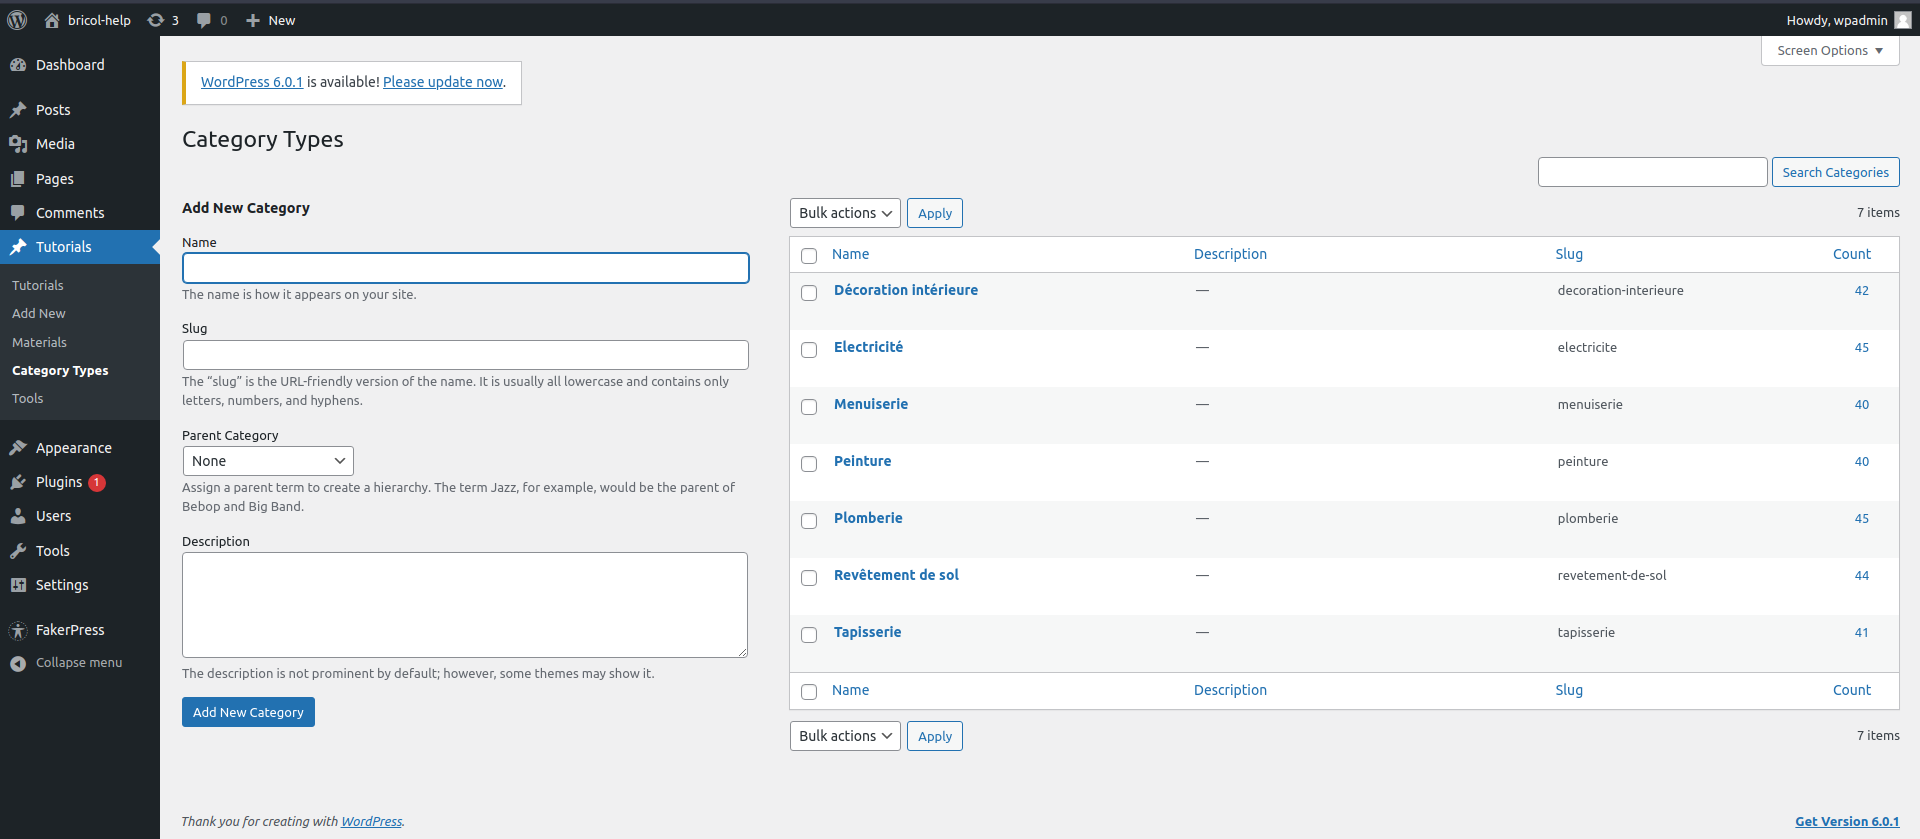 bricol-help 3 0 New Howdy, wpadmin
Screen Options
Dashboard
Posts
Media
Pages
Comments
Tutorials
Tutorials
Add New
Materials
Category Types
Tools
Appearance
Plugins 1
Users
Tools
Settings
FakerPress
Collapse menu
WordPress 6.0.1 is available! Please update now.
Category Types
Search Categories
Add New Category
Name
The name is how it appears on your site.
Slug
The “slug” is the URL-friendly version of the name. It is usually all lowercase and contains only
letters, numbers, and hyphens.
Parent Category
None
Assign a parent term to create a hierarchy. The term Jazz, for example, would be the parent of
Bebop and Big Band.
Description
The description is not prominent by default; however, some themes may show it.
Add New Category
Bulk actions Apply 7 items
Name Description Slug Count
Décoration intérieure — decoration-interieure 42
Electricité — electricite 45
Menuiserie — menuiserie 40
Peinture — peinture 40
Plomberie — plomberie 45
Revêtement de sol — revetement-de-sol 44
Tapisserie — tapisserie 41
Name Description Slug Count
Bulk actions Apply 7 items
Thank you for creating with WordPress. Get Version 6.0.1